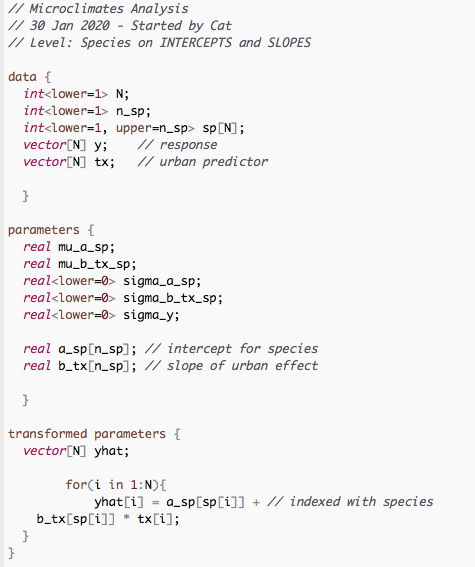 // Microclimates Analysis
// 30 Jan 2020 - Started by Cat
// Level: Species on INTERCEPTS and SLOPES

data {
  int<lower=1> N;
  int<lower=1> n_sp;
  int<lower=1, upper=n_sp> sp[N];
  vector[N] y;    // response
  vector[N] tx;   // urban predictor

  }

parameters {
  real mu_a_sp;
  real mu_b_tx_sp;
  real<lower=0> sigma_a_sp;
  real<lower=0> sigma_b_tx_sp;
  real<lower=0> sigma_y;

  real a_sp[n_sp]; // intercept for species
  real b_tx[n_sp]; // slope of urban effect

  }

transformed parameters {
  vector[N] yhat;

        for(i in 1:N){
            yhat[i] = a_sp[sp[i]] + // indexed with species
    b_tx[sp[i]] * tx[i];
  }
}